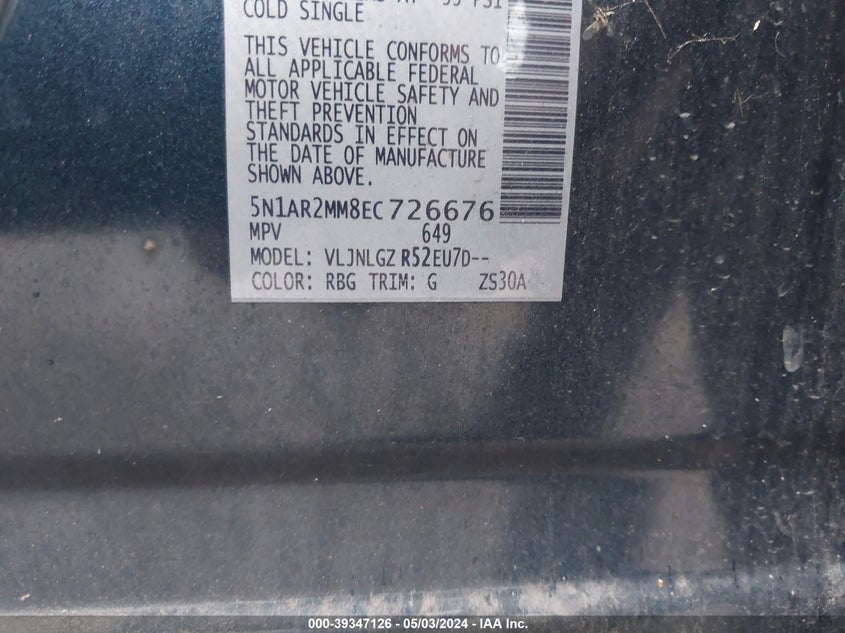 COLD SINGLE
THIS VEHICLE CONFORMS TO
ALL APPLICABLE FEDERAL
MOTOR VEHICLE SAFETY AND
THEFT PREVENTION
STANDARDS IN EFFECT ON
THE DATE OF MANUFACTURE
SHOWN ABOVE.
5N1AR2MM8EC726676
MPV 649
MODEL: VLJNLGZ R52EU7D--
COLOR: RBG TRIM: G ZS30A
000-39347126 - 05/03/2024 - IAA Inc.